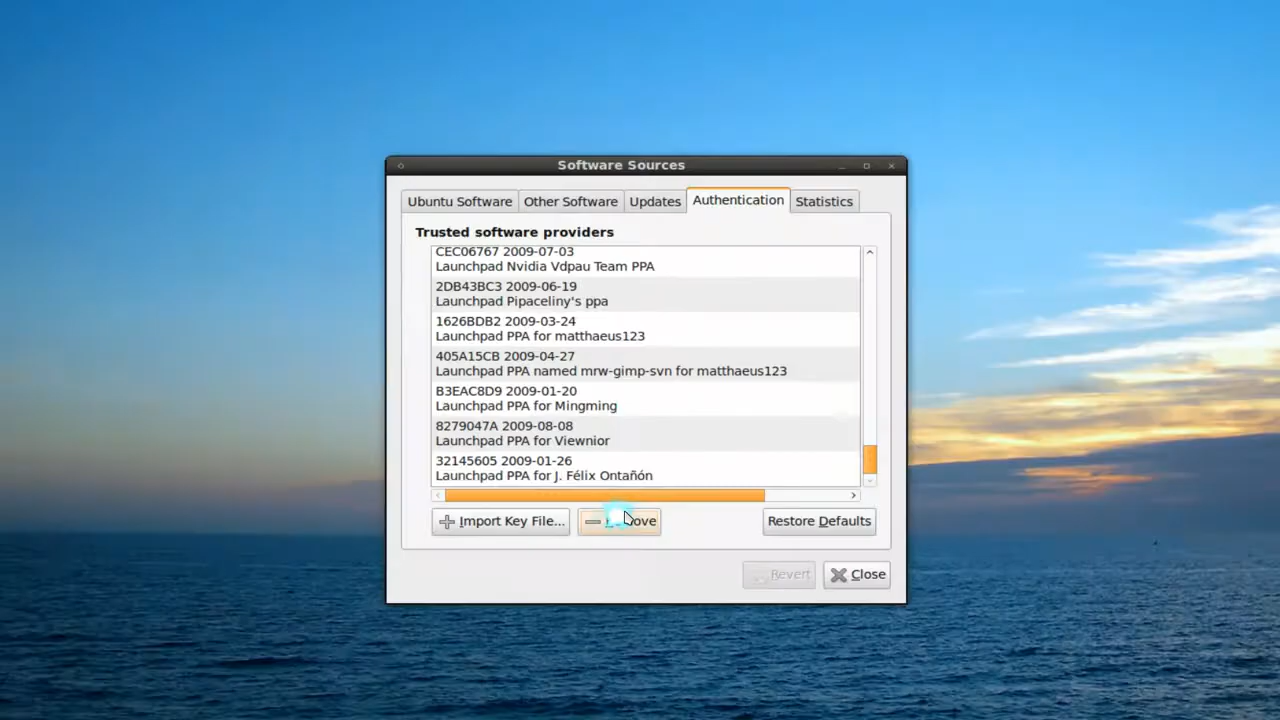 Software Sources
Ubuntu Software Other Software Updates Authentication Statistics
Trusted software providers
CEC06767 2009-07-03
Launchpad Nvidia Vdpau Team PPA
2DB43BC3 2009-06-19
Launchpad Pipaceliny's ppa
1626BDB2 2009-03-24
Launchpad PPA for matthaeus123
405A15CB 2009-04-27
Launchpad PPA named mrw-gimp-svn for matthaeus123
B3EAC8D9 2009-01-20
Launchpad PPA for Mingming
8279047A 2009-08-08
Launchpad PPA for Viewnior
32145605 2009-01-26
Launchpad PPA for J. Félix Ontañón
Import Key File... Remove Restore Defaults
Revert Close